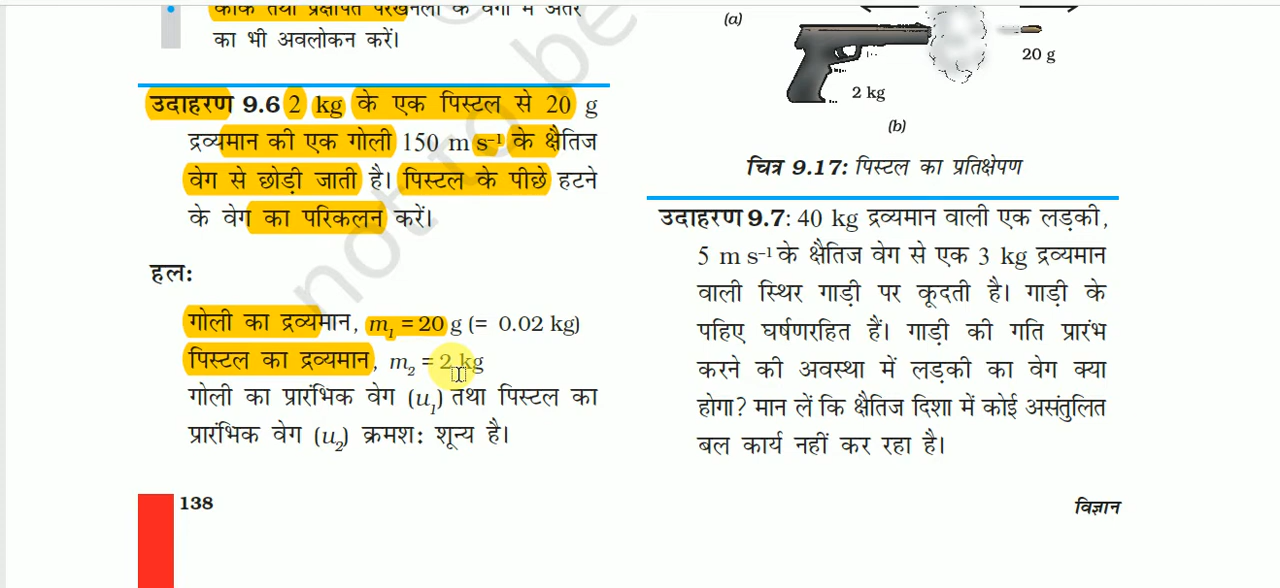 का भी अवलोकन करें।
उदाहरण 9.6 2 kg के एक पिस्टल से 20 g
द्रव्यमान की एक गोली 150 m s⁻¹ के क्षैतिज
वेग से छोड़ी जाती है। पिस्टल के पीछे हटने
के वेग का परिकलन करें।
हल:
गोली का द्रव्यमान, m₁ = 20 g (= 0.02 kg)
पिस्टल का द्रव्यमान, m₂ = 2 kg
गोली का प्रारंभिक वेग (u₁) तथा पिस्टल का
प्रारंभिक वेग (u₂) क्रमश: शून्य है।
138
(a)
20 g
2 kg
(b)
चित्र 9.17: पिस्टल का प्रतिक्षेपण
उदाहरण 9.7: 40 kg द्रव्यमान वाली एक लड़की,
5 m s⁻¹ के क्षैतिज वेग से एक 3 kg द्रव्यमान
वाली स्थिर गाड़ी पर कूदती है। गाड़ी के
पहिए घर्षणरहित हैं। गाड़ी की गति प्रारंभ
करने की अवस्था में लड़की का वेग क्या
होगा? मान लें कि क्षैतिज दिशा में कोई असंतुलित
बल कार्य नहीं कर रहा है।
विज्ञान
not to be